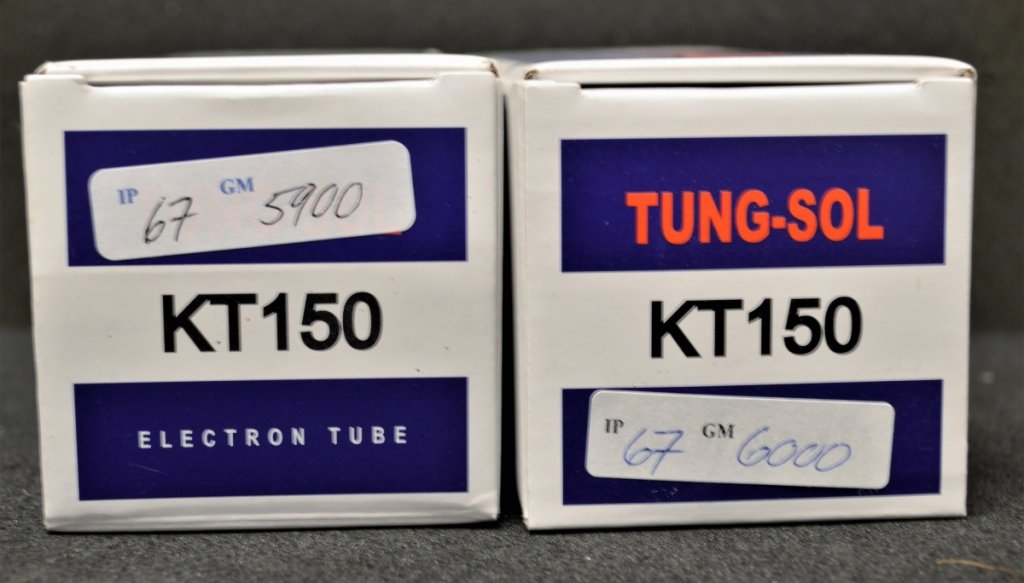 IP 67 GM 5900
KT150
ELECTRON TUBE
TUNG-SOL
KT150
IP 67 GM 6000